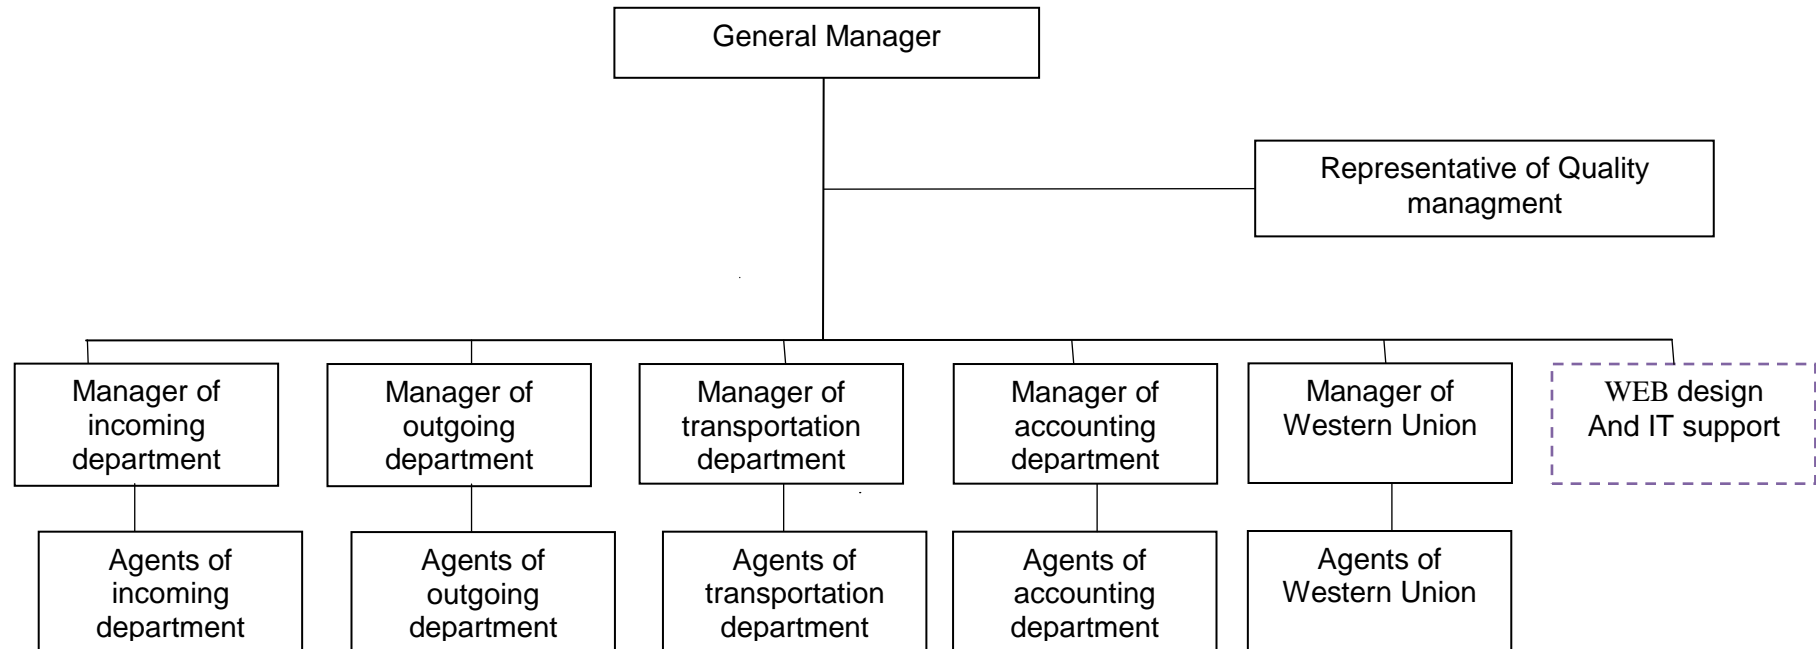 General Manager
Representative of Quality
managment
Manager of
incoming
department
Manager of
outgoing
department
Manager of
transportation
department
Manager of
accounting
department
Manager of
Western Union
WEB design
And IT support
Agents of
incoming
department
Agents of
outgoing
department
Agents of
transportation
department
Agents of
accounting
department
Agents of
Western Union